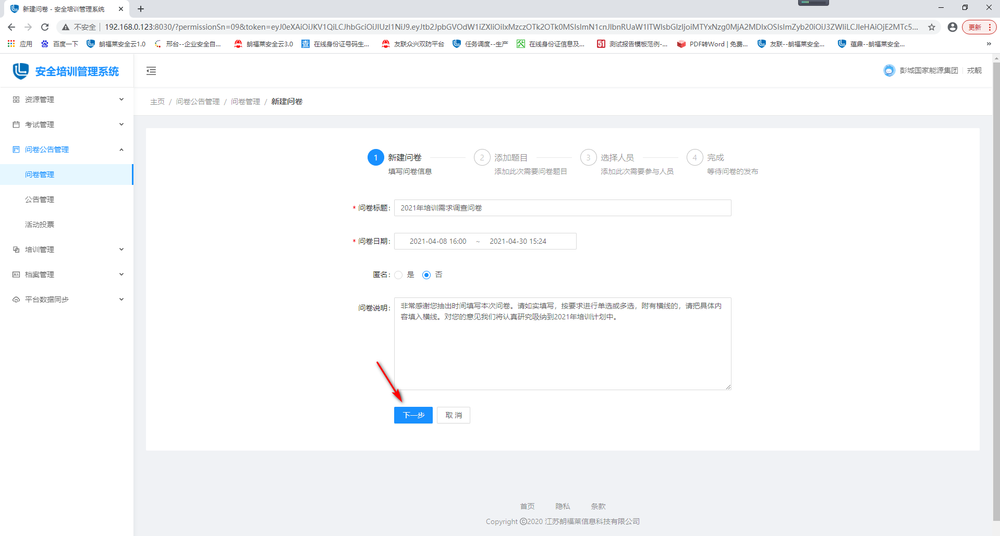 新建问卷 - 安全培训管理系统
不安全 192.168.0.123:8030/?permissionSn=09&token=eyJ0eXAiOiJKV1QiLCJhbGciOiJIUzI1NiJ9.eyJtb2JpbGVOdW1iZXIiOiIxMzczOTk2OTk0MSIsImN1cnJlbnRUaW1lTWlsbGlzIjoiMTYxNzg0MjA2MDIxOSIsImZyb20iOiJ3ZWIiLCJleHAiOjE2MTc5...
更新
应用 百度一下 朗福莱安全云1.0 邢台--企业安全自... 朗福莱安全云3.0 查 在线身份证号码生... 友联众兴双防平台 任务调度--生产 在线身份证信息及... 51 测试报告模板范例-... PDF转Word | 免费... 友联--朗福莱安全... 蕴鼎--朗福莱安全... »
安全培训管理系统
彭城国家能源集团 戎靓
资源管理
考试管理
问卷公告管理
问卷管理
公告管理
活动投票
培训管理
档案管理
平台数据同步
主页 / 问卷公告管理 / 问卷管理 / 新建问卷
1 新建问卷 2 添加题目 3 选择人员 4 完成
填写问卷信息 添加此次需要问卷题目 添加此次需要参与人员 等待问卷的发布
* 问卷标题: 2021年培训需求调查问卷
* 问卷日期: 2021-04-08 16:00 ~ 2021-04-30 15:24
匿名: 是 否
问卷说明: 非常感谢您抽出时间填写本次问卷。请如实填写，按要求进行单选或多选，附有横线的，请把具体内
容填入横线。对您的意见我们将认真研究吸纳到2021年培训计划中。
下一步 取 消
首页 隐私 条款
Copyright ©2020 江苏朗福莱信息科技有限公司